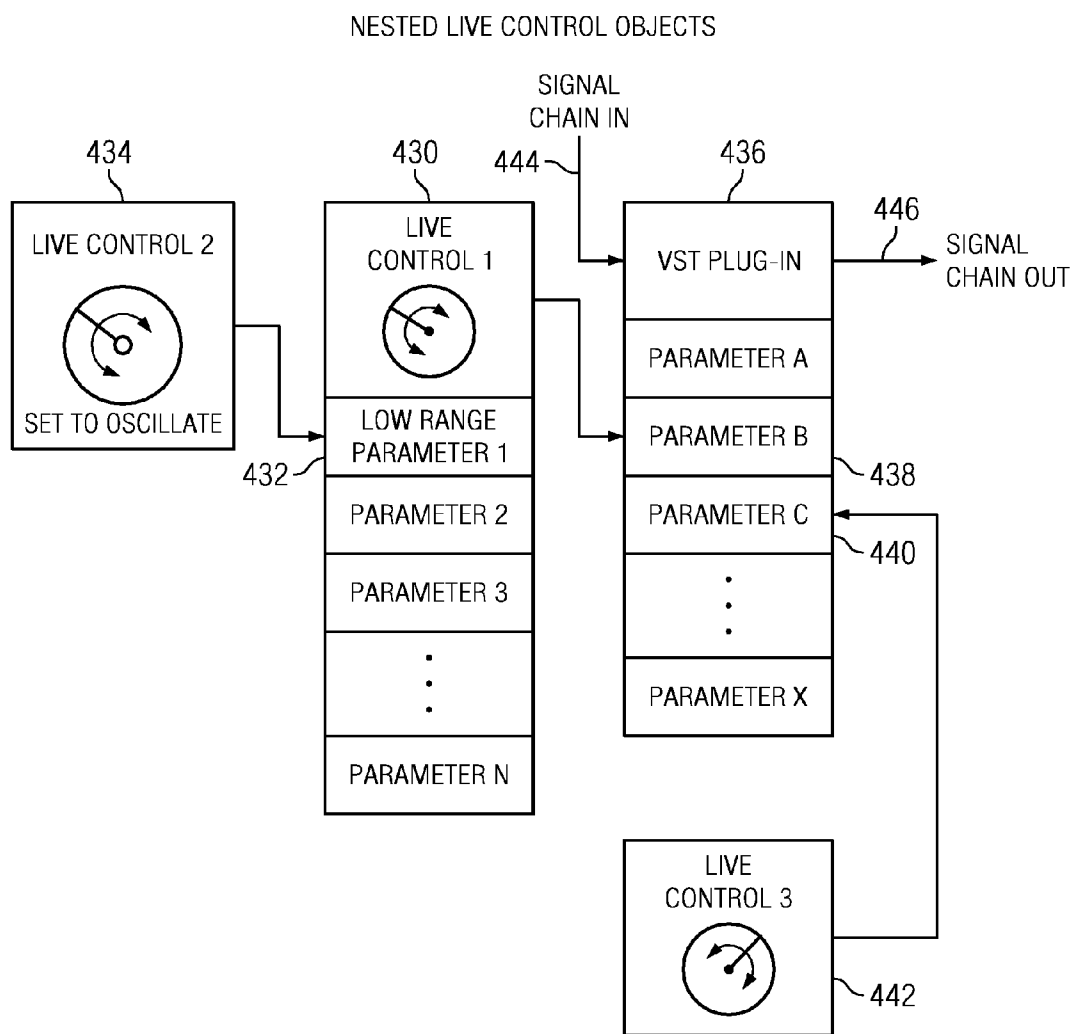 NESTED LIVE CONTROL OBJECTS
SIGNAL
CHAIN IN
434
430
444
436
446
LIVE CONTROL 2
SET TO OSCILLATE
LIVE
CONTROL 1
LOW RANGE
PARAMETER 1
432
PARAMETER 2
PARAMETER 3
PARAMETER N
VST PLUG-IN
SIGNAL
CHAIN OUT
PARAMETER A
PARAMETER B
438
PARAMETER C
440
PARAMETER X
LIVE
CONTROL 3
442